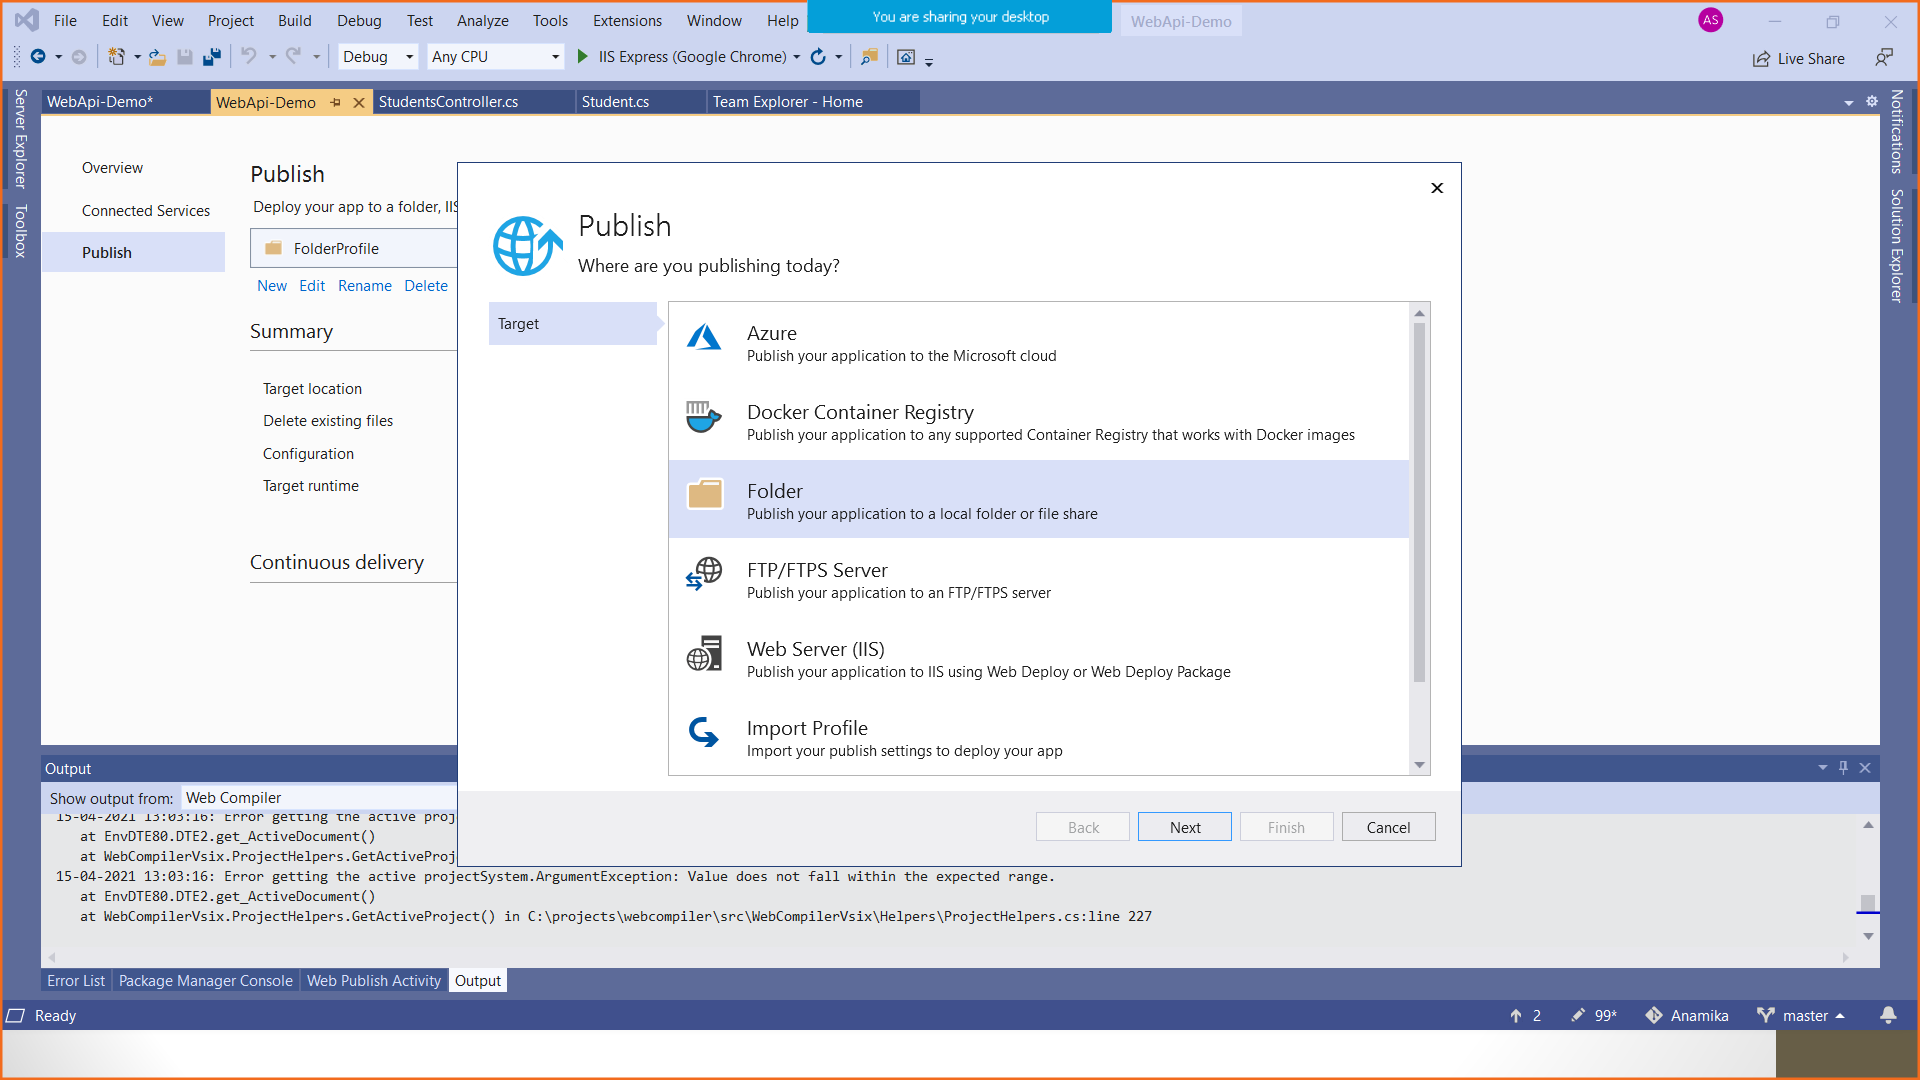 File Edit View Project Build Debug Test Analyze Tools Extensions Window Help
You are sharing your desktop
WebApi-Demo
AS
Debug
Any CPU
IIS Express (Google Chrome)
Live Share
Server Explorer
Toolbox
WebApi-Demo*
WebApi-Demo
StudentsController.cs
Student.cs
Team Explorer - Home
Notifications
Solution Explorer
Overview
Connected Services
Publish
Publish
Deploy your app to a folder, IIS
FolderProfile
New Edit Rename Delete
Summary
Target location
Delete existing files
Configuration
Target runtime
Continuous delivery
Publish
Where are you publishing today?
Target
Azure
Publish your application to the Microsoft cloud
Docker Container Registry
Publish your application to any supported Container Registry that works with Docker images
Folder
Publish your application to a local folder or file share
FTP/FTPS Server
Publish your application to an FTP/FTPS server
Web Server (IIS)
Publish your application to IIS using Web Deploy or Web Deploy Package
Import Profile
Import your publish settings to deploy your app
Back
Next
Finish
Cancel
Output
Show output from: Web Compiler
15-04-2021 13:03:16: Error getting the active proj
at EnvDTE80.DTE2.get_ActiveDocument()
at WebCompilerVsix.ProjectHelpers.GetActiveProj
15-04-2021 13:03:16: Error getting the active projectSystem.ArgumentException: Value does not fall within the expected range.
at EnvDTE80.DTE2.get_ActiveDocument()
at WebCompilerVsix.ProjectHelpers.GetActiveProject() in C:\projects\webcompiler\src\WebCompilerVsix\Helpers\ProjectHelpers.cs:line 227
Error List
Package Manager Console
Web Publish Activity
Output
Ready
2
99*
Anamika
master